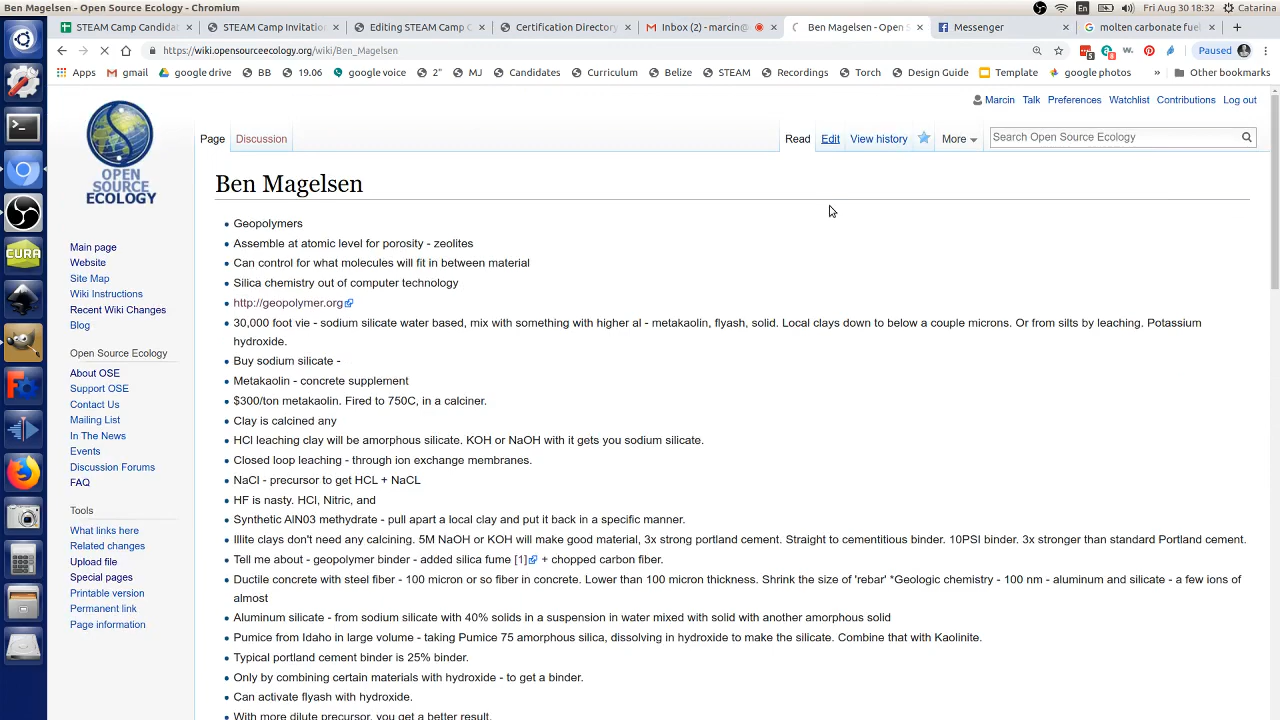 Ben Magelsen - Open Source Ecology - Chromium
En
Fri Aug 30 18:32
Catarina
STEAM Camp Candid
STEAM Camp Invitati
Editing STEAM Camp C
Certification Directory
Inbox (2) - marcin@
Ben Magelsen - Open S
Messenger
molten carbonate fuel
https://wiki.opensourceecology.org/wiki/Ben_Magelsen
Paused
Apps
gmail
google drive
BB
19.06
google voice
2"
MJ
Candidates
Curriculum
Belize
STEAM
Recordings
Torch
Design Guide
Template
google photos
»
Other bookmarks
Marcin
Talk
Preferences
Watchlist
Contributions
Log out
Page
Discussion
Read
Edit
View history
More
Search Open Source Ecology
OPEN
SOURCE
ECOLOGY
CURA
Main page
Website
Site Map
Wiki Instructions
Recent Wiki Changes
Blog
Open Source Ecology
About OSE
Support OSE
Contact Us
Mailing List
In The News
Events
Discussion Forums
FAQ
Tools
What links here
Related changes
Upload file
Special pages
Printable version
Permanent link
Page information
Ben Magelsen
Geopolymers
Assemble at atomic level for porosity - zeolites
Can control for what molecules will fit in between material
Silica chemistry out of computer technology
http://geopolymer.org
30,000 foot vie - sodium silicate water based, mix with something with higher al - metakaolin, flyash, solid. Local clays down to below a couple microns. Or from silts by leaching. Potassium
hydroxide.
Buy sodium silicate -
Metakaolin - concrete supplement
$300/ton metakaolin. Fired to 750C, in a calciner.
Clay is calcined any
HCl leaching clay will be amorphous silicate. KOH or NaOH with it gets you sodium silicate.
Closed loop leaching - through ion exchange membranes.
NaCl - precursor to get HCL + NaCL
HF is nasty. HCl, Nitric, and
Synthetic AlN03 methydrate - pull apart a local clay and put it back in a specific manner.
Illite clays don't need any calcining. 5M NaOH or KOH will make good material, 3x strong portland cement. Straight to cementitious binder. 10PSI binder. 3x stronger than standard Portland cement.
Tell me about - geopolymer binder - added silica fume [1] + chopped carbon fiber.
Ductile concrete with steel fiber - 100 micron or so fiber in concrete. Lower than 100 micron thickness. Shrink the size of 'rebar' *Geologic chemistry - 100 nm - aluminum and silicate - a few ions of
almost
Aluminum silicate - from sodium silicate with 40% solids in a suspension in water mixed with solid with another amorphous solid
Pumice from Idaho in large volume - taking Pumice 75 amorphous silica, dissolving in hydroxide to make the silicate. Combine that with Kaolinite.
Typical portland cement binder is 25% binder.
Only by combining certain materials with hydroxide - to get a binder.
Can activate flyash with hydroxide.
With more dilute precursor, you get a better result.